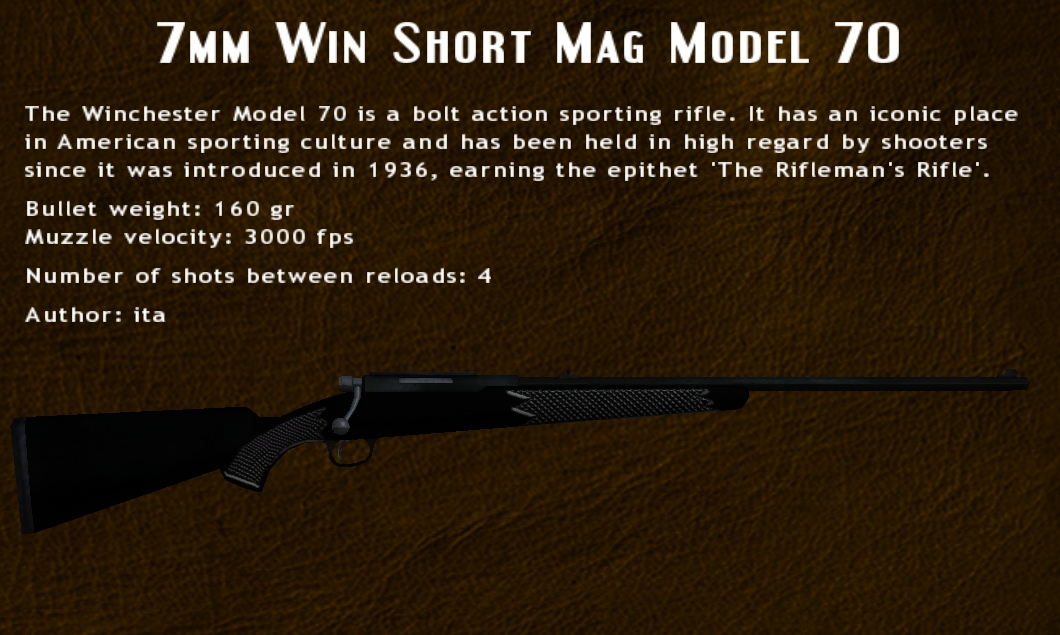 7mm Win Short Mag Model 70
The Winchester Model 70 is a bolt action sporting rifle. It has an iconic place
in American sporting culture and has been held in high regard by shooters
since it was introduced in 1936, earning the epithet 'The Rifleman's Rifle'.
Bullet weight: 160 gr
Muzzle velocity: 3000 fps
Number of shots between reloads: 4
Author: ita